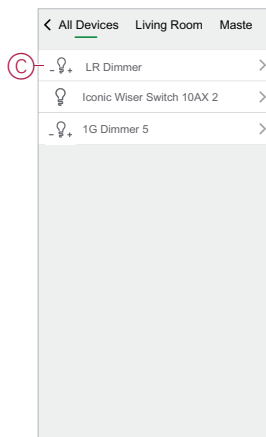 All Devices Living Room Maste
C LR Dimmer
Iconic Wiser Switch 10AX 2
1G Dimmer 5